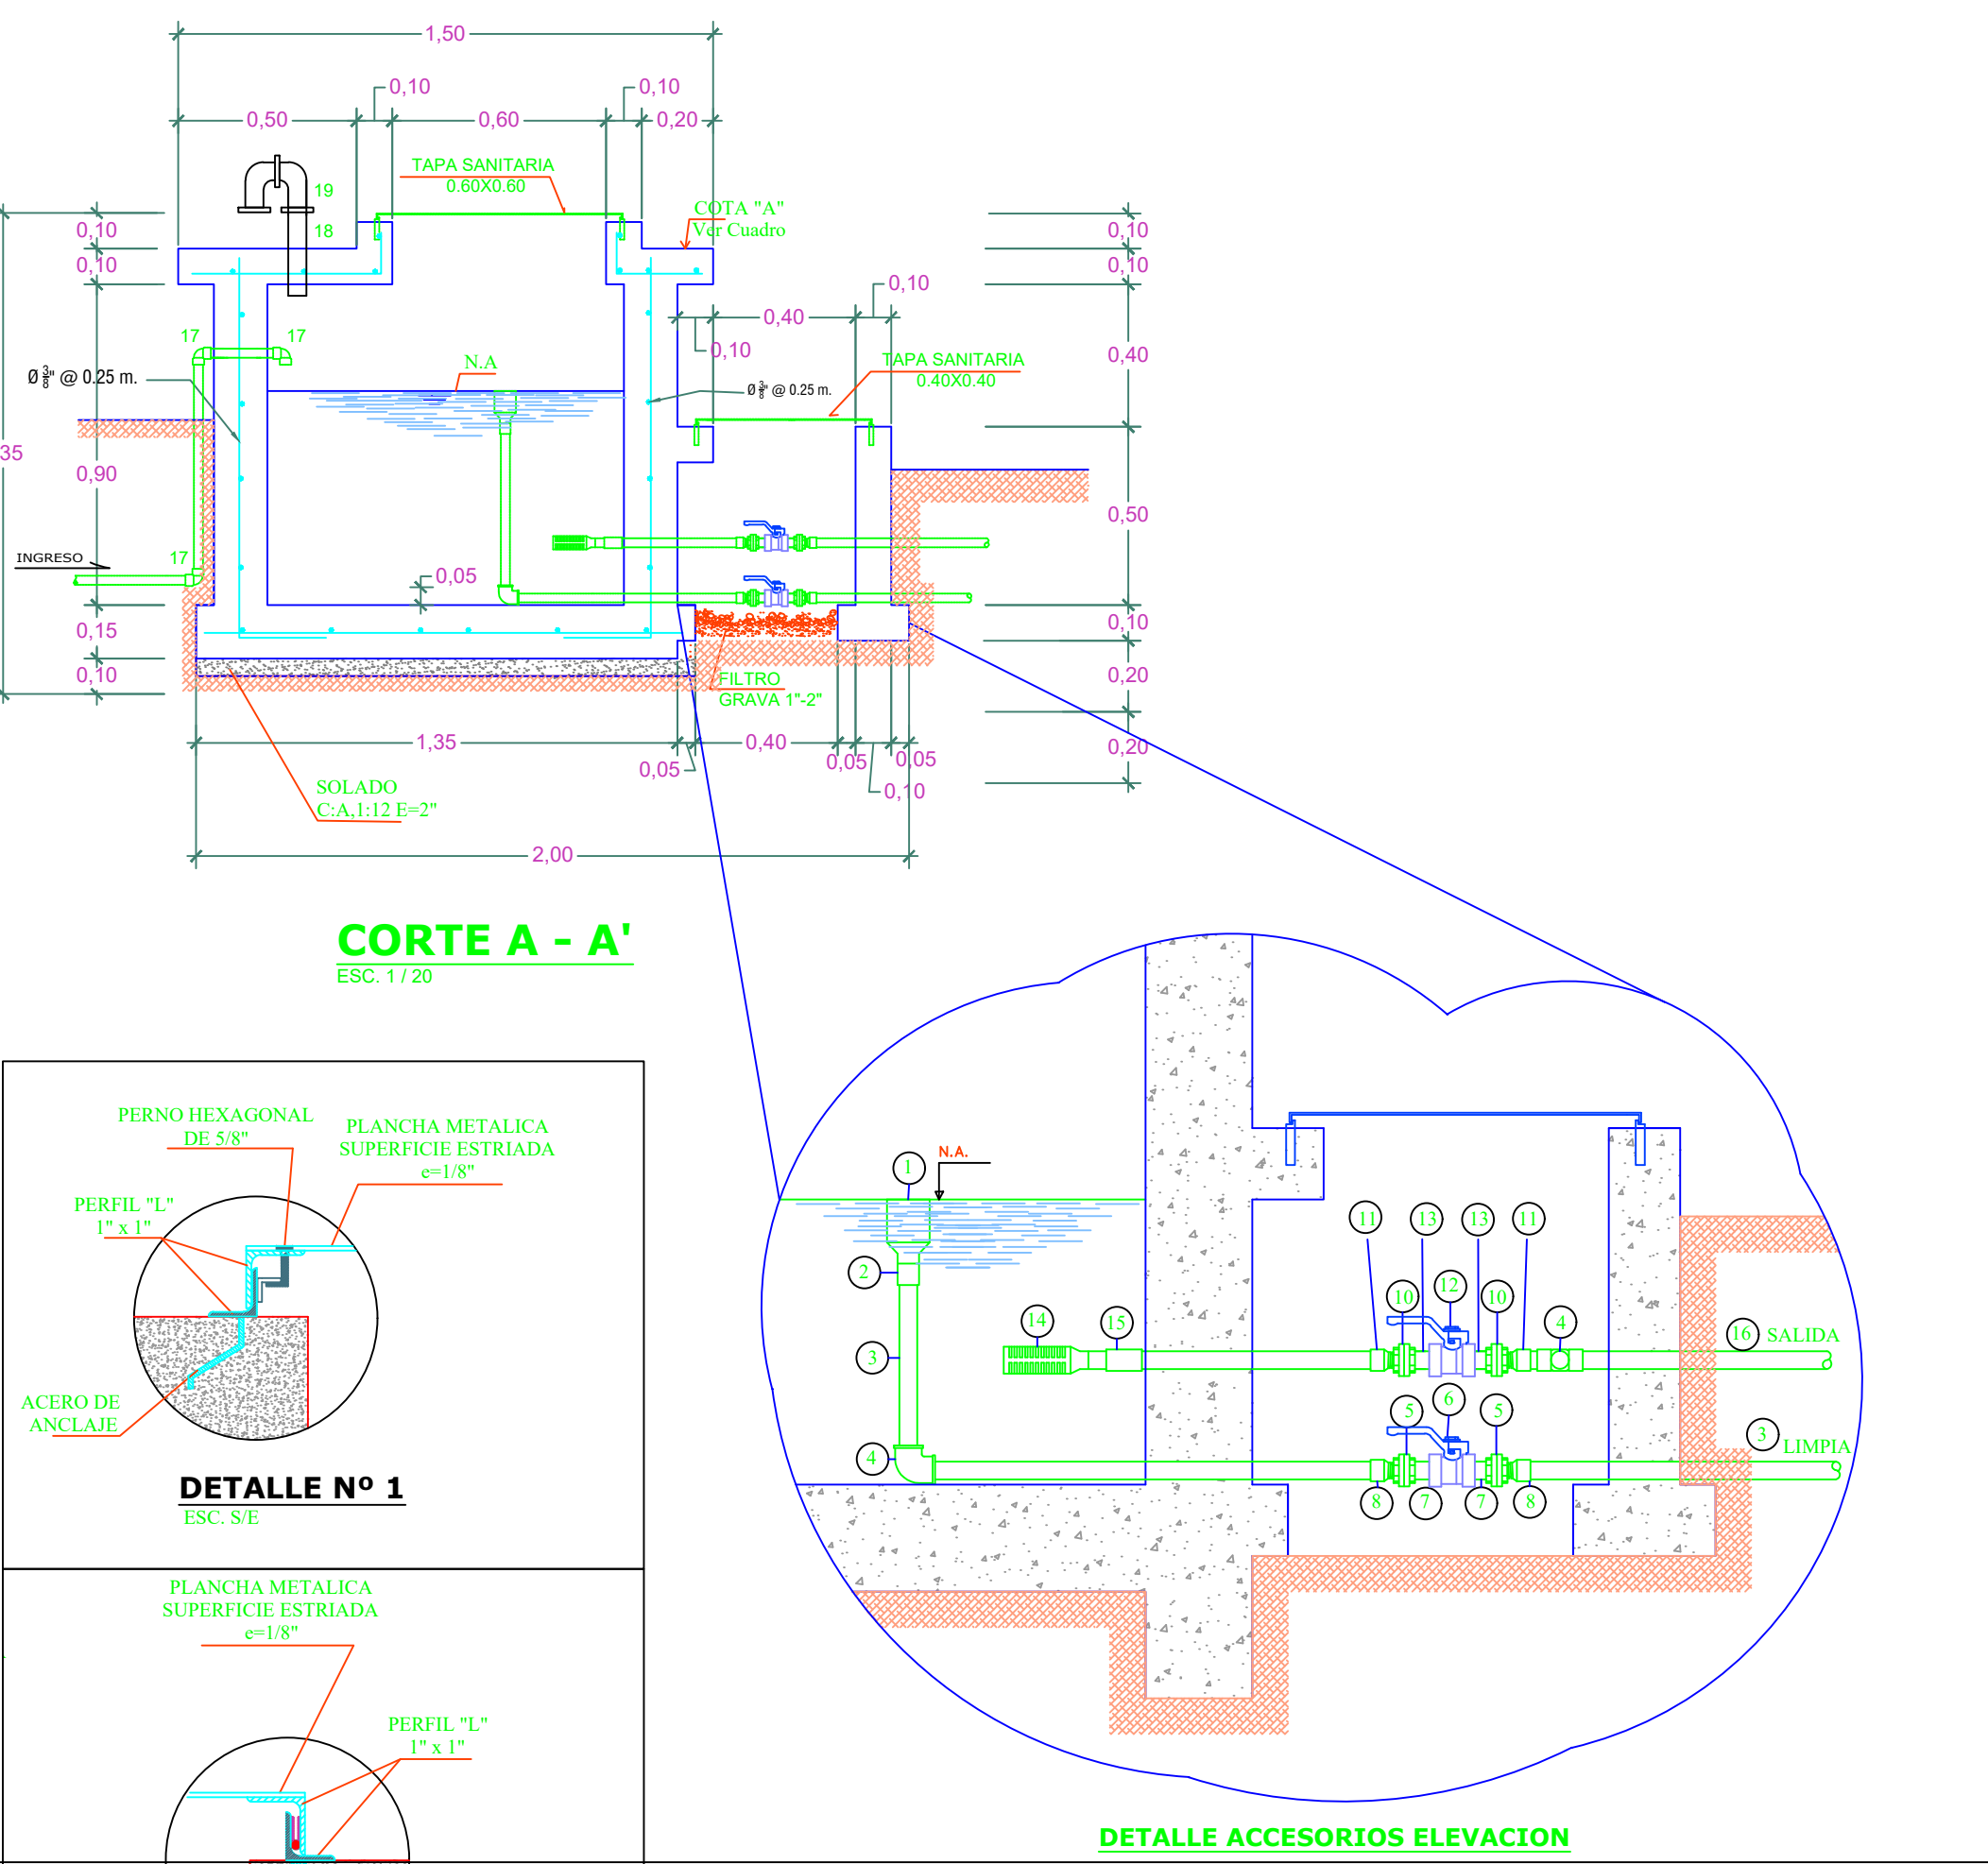 1,50
0,10
0,10
0,50
0,60
0,20
TAPA SANITARIA
0.60X0.60
19
18
COTA "A"
Ver Cuadro
0,10
0,10
0,10
0,10
0,10
0,40
0,10
17
17
N.A
TAPA SANITARIA
0.40X0.40
0,40
Ø 3/8" @ 0.25 m.
Ø 3/8" @ 0.25 m.
35
0,90
0,50
INGRESO
17
0,05
0,15
0,10
0,10
0,20
FILTRO
GRAVA 1"-2"
1,35
0,05
0,40
0,05
0,05
0,10
0,20
SOLADO
C:A,1:12 E=2"
2,00
CORTE A - A'
ESC. 1 / 20
PERNO HEXAGONAL
DE 5/8"
PLANCHA METALICA
SUPERFICIE ESTRIADA
e=1/8"
PERFIL "L"
1" x 1"
ACERO DE
ANCLAJE
DETALLE Nº 1
ESC. S/E
PLANCHA METALICA
SUPERFICIE ESTRIADA
e=1/8"
PERFIL "L"
1" x 1"
1
N.A.
2
3
4
14
15
11
13
13
11
10
12
10
4
16
SALIDA
5
6
5
3
LIMPIA
8
7
7
8
DETALLE ACCESORIOS ELEVACION